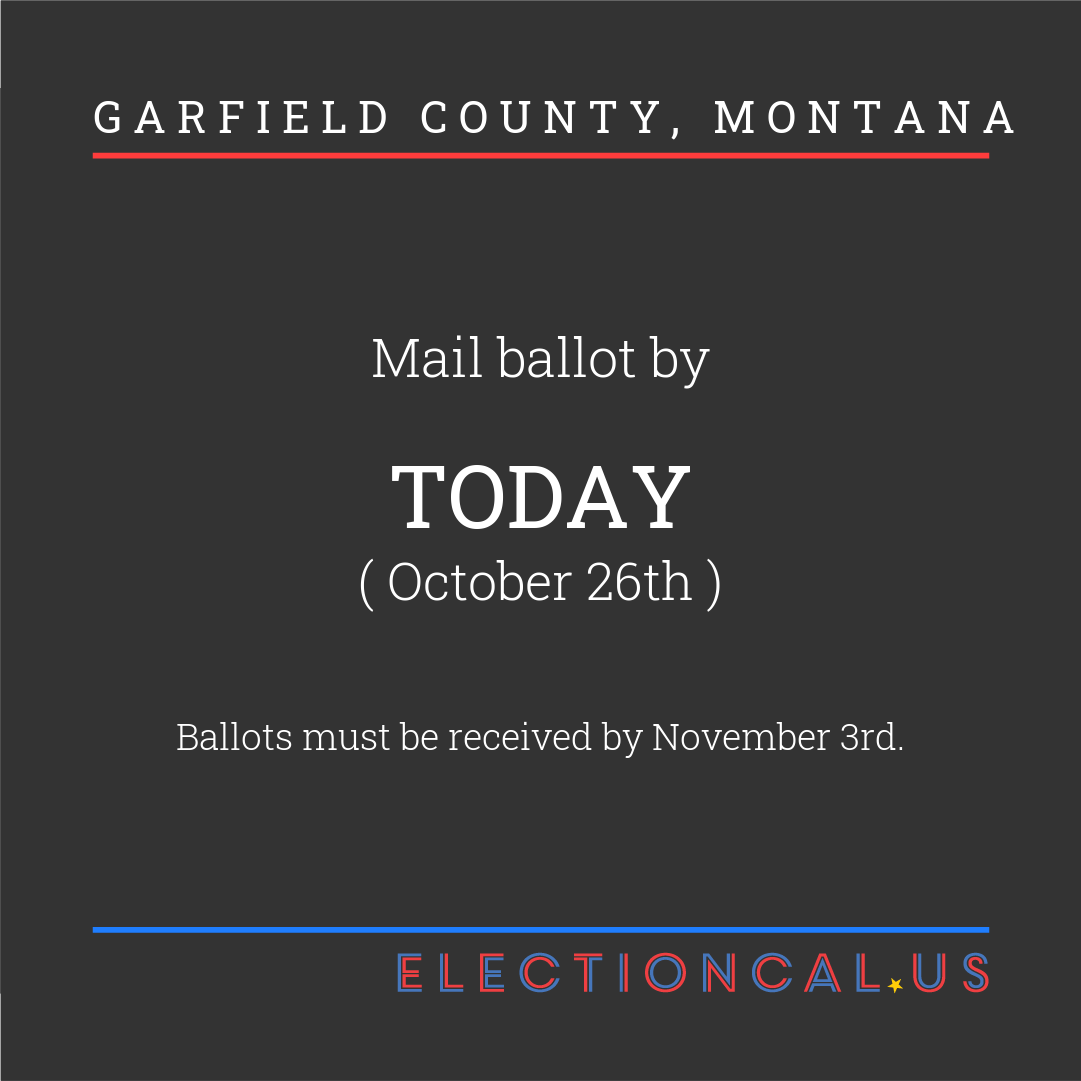 GARFIELD COUNTY, MONTANA
Mail ballot by
TODAY
( October 26th )
Ballots must be received by November 3rd.
ELECTIONCAL.US